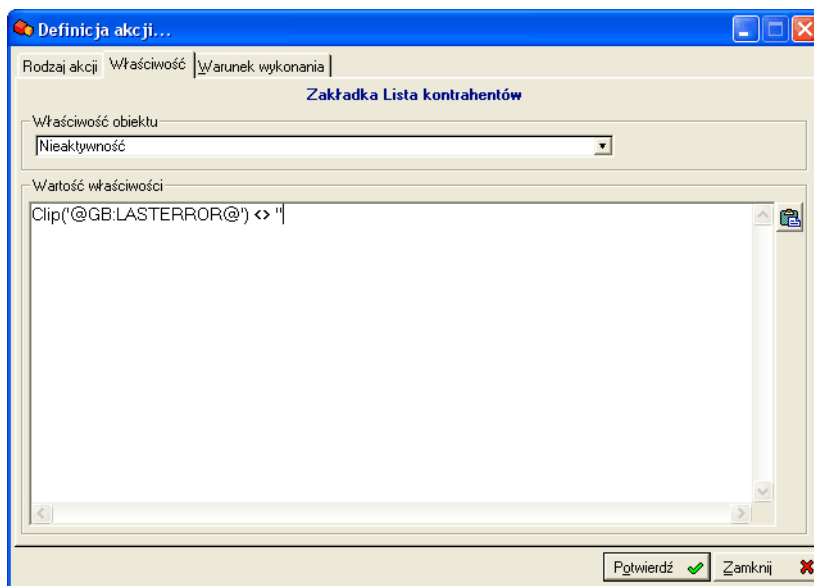 Definicja akcji...
Rodzaj akcji Właściwość Warunek wykonania
Zakładka Lista kontrahentów
Właściwość obiektu
Nieaktywność
Wartość właściwości
Clip('@GB:LASTERROR@') <> ''
Potwierdź Zamknij